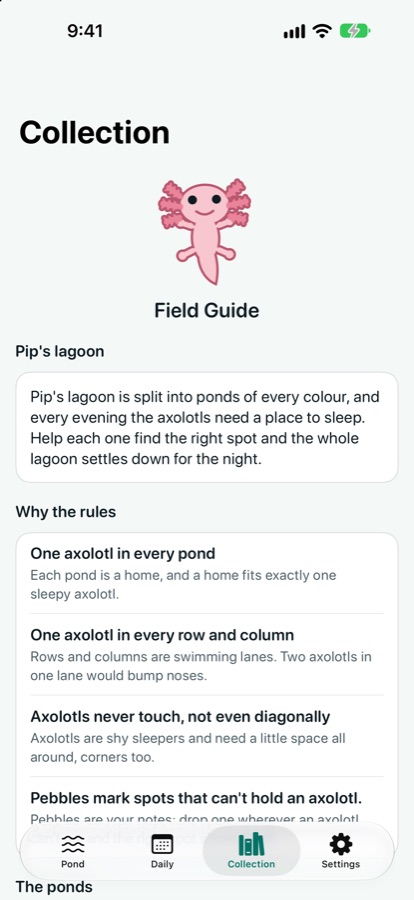 9:41
Collection
Field Guide
Pip's lagoon
Pip's lagoon is split into ponds of every colour, and
every evening the axolotls need a place to sleep.
Help each one find the right spot and the whole
lagoon settles down for the night.
Why the rules
One axolotl in every pond
Each pond is a home, and a home fits exactly one
sleepy axolotl.
One axolotl in every row and column
Rows and columns are swimming lanes. Two axolotls in
one lane would bump noses.
Axolotls never touch, not even diagonally
Axolotls are shy sleepers and need a little space all
around, corners too.
Pebbles mark spots that can't hold an axolotl.
Pebbles are your notes: drop one wherever an axolotl
Pond
Daily
Collection
Settings
The ponds